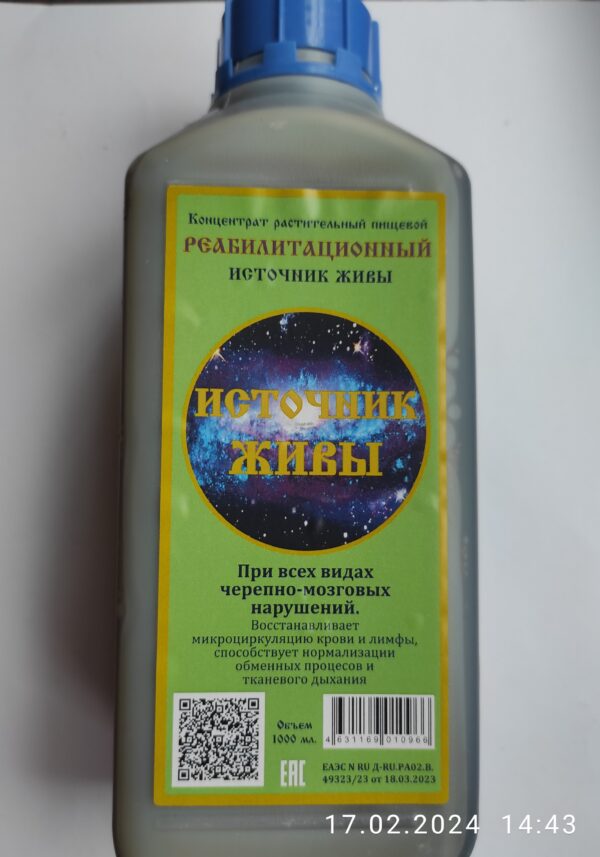 Концентрат растительный пищевой
РЕАБИЛИТАЦИОННЫЙ
ИСТОЧНИК ЖИВЫ
ИСТОЧНИК
ЖИВЫ
При всех видах
черепно-мозговых
нарушений.
Восстанавливает
микроциркуляцию крови и лимфы,
способствует нормализации
обменных процесов и
тканевого дыхания
Объем
1000 мл.
4 631169 010966
ЕАС
ЕАЭС N RU Д-RU.РА02.В.
49323/23 от 18.03.2023
17.02.2024 14:43